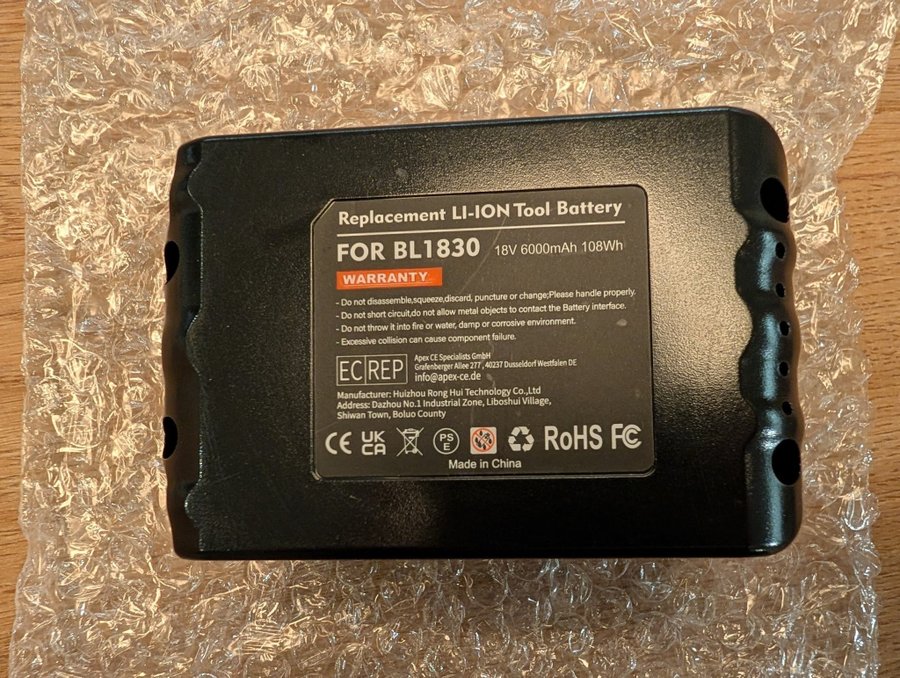 Replacement LI-ION Tool Battery
FOR BL1830 18V 6000mAh 108Wh
WARRANTY
- Do not disassemble,squeeze,discard, puncture or change;Please handle properly.
- Do not short circuit,do not allow metal objects to contact the Battery interface.
- Do not throw it into fire or water, damp or corrosive environment.
- Excessive collision can cause component failure.
EC REP
Apex CE Specialists GmbH
Grafenberger Allee 277 , 40237 Dusseldorf Westfalen DE
info@apex-ce.de
Manufacturer: Huizhou Rong Hui Technology Co.,Ltd
Address: Dazhou No.1 Industrial Zone, Liboshui Village,
Shiwan Town, Boluo County
CE UK CA PS E RoHS FC
Made in China